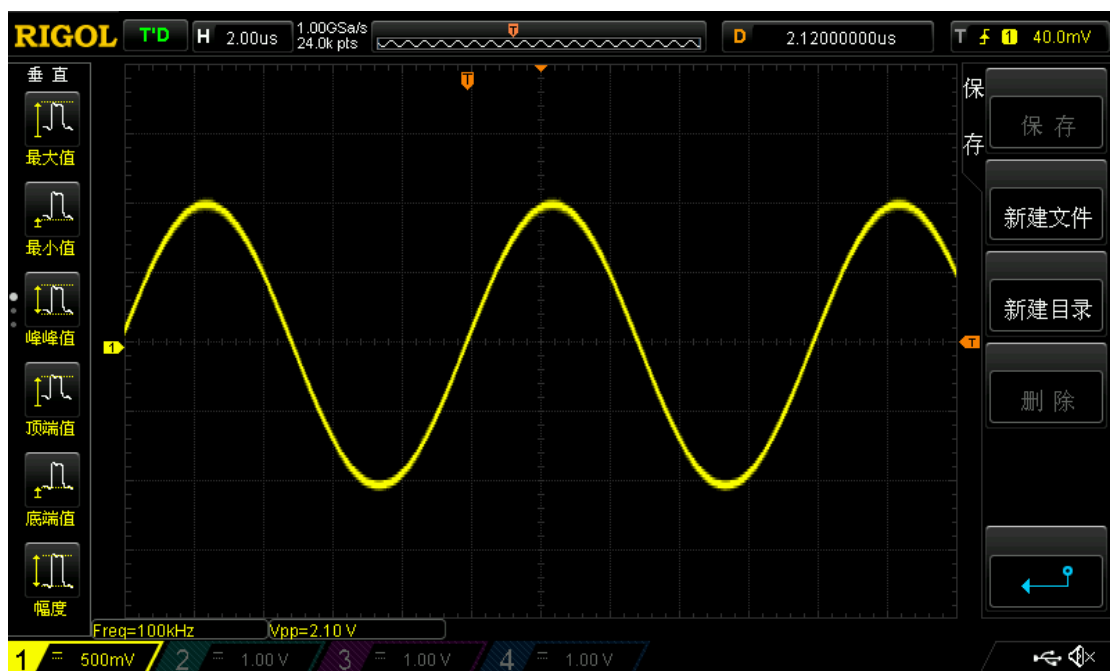 RIGOL T'D H 2.00us 1.00GSa/s 24.0k pts T D 2.12000000us T 1 40.0mV
垂直
T
保存
保存
最大值
新建文件
最小值
新建目录
峰峰值
1
T
删除
顶端值
底端值
幅度
Freq=100kHz Vpp=2.10 V
1 500mV 2 1.00 V 3 1.00 V 4 1.00 V